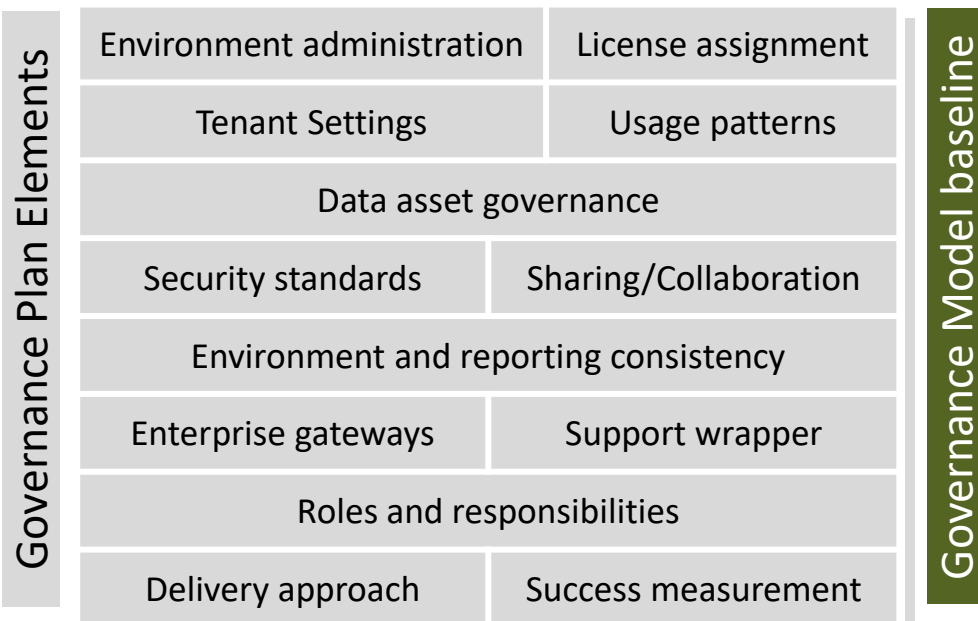 Governance Plan Elements
Environment administration
License assignment
Tenant Settings
Usage patterns
Data asset governance
Security standards
Sharing/Collaboration
Environment and reporting consistency
Enterprise gateways
Support wrapper
Roles and responsibilities
Delivery approach
Success measurement
Governance Model baseline